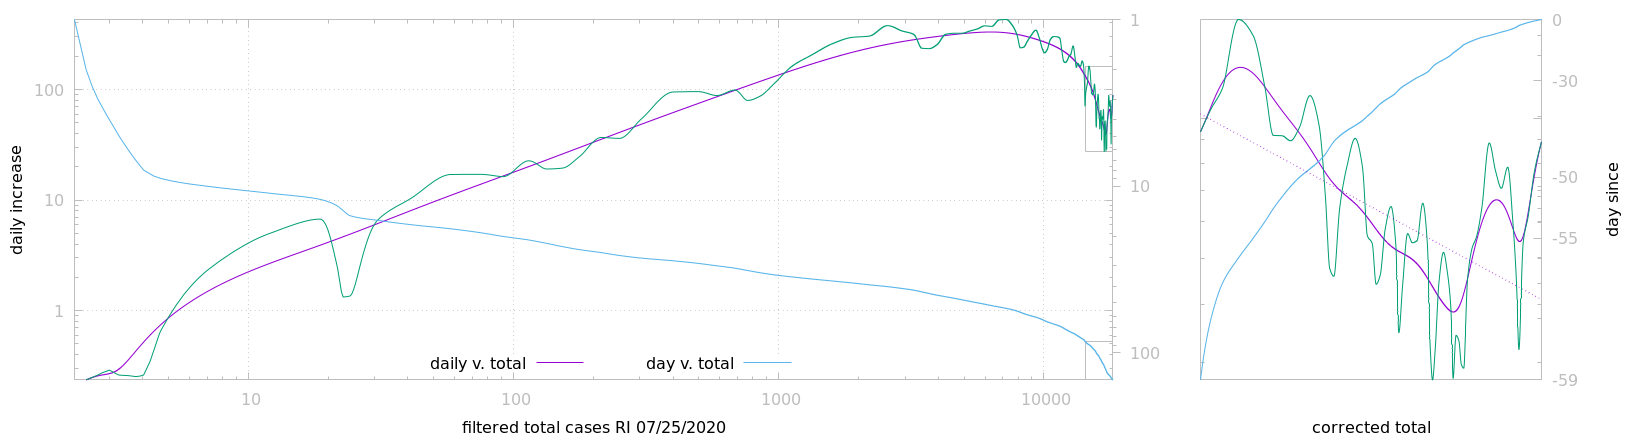 daily increase
100
10
1
1
10
100
daily v. total
day v. total
10
100
1000
10000
filtered total cases RI 07/25/2020
0
-30
-50
-55
-59
day since
corrected total